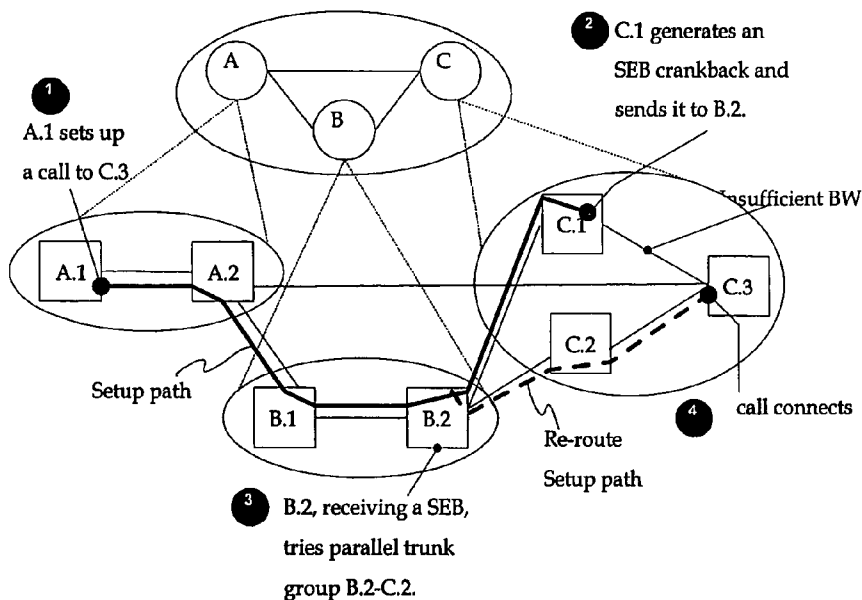 2 C.1 generates an
SEB crankback and
sends it to B.2.
A
C
B
1
A.1 sets up
a call to C.3
Insufficient BW
C.1
A.1
A.2
C.3
C.2
Setup path
B.1
B.2
call connects
4
Re-route
Setup path
3 B.2, receiving a SEB,
tries parallel trunk
group B.2-C.2.